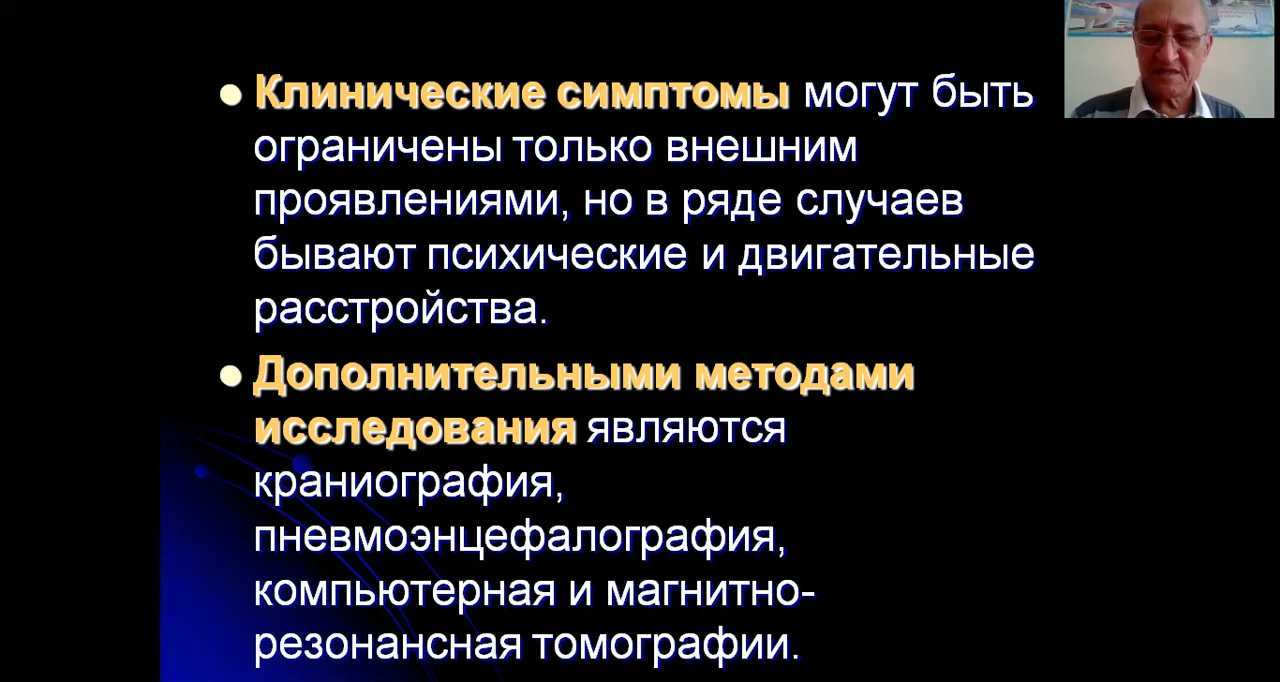 Клинические симптомы могут быть
ограничены только внешним
проявлениями, но в ряде случаев
бывают психические и двигательные
расстройства.
Дополнительными методами
исследования являются
краниография,
пневмоэнцефалография,
компьютерная и магнитно-
резонансная томографии.